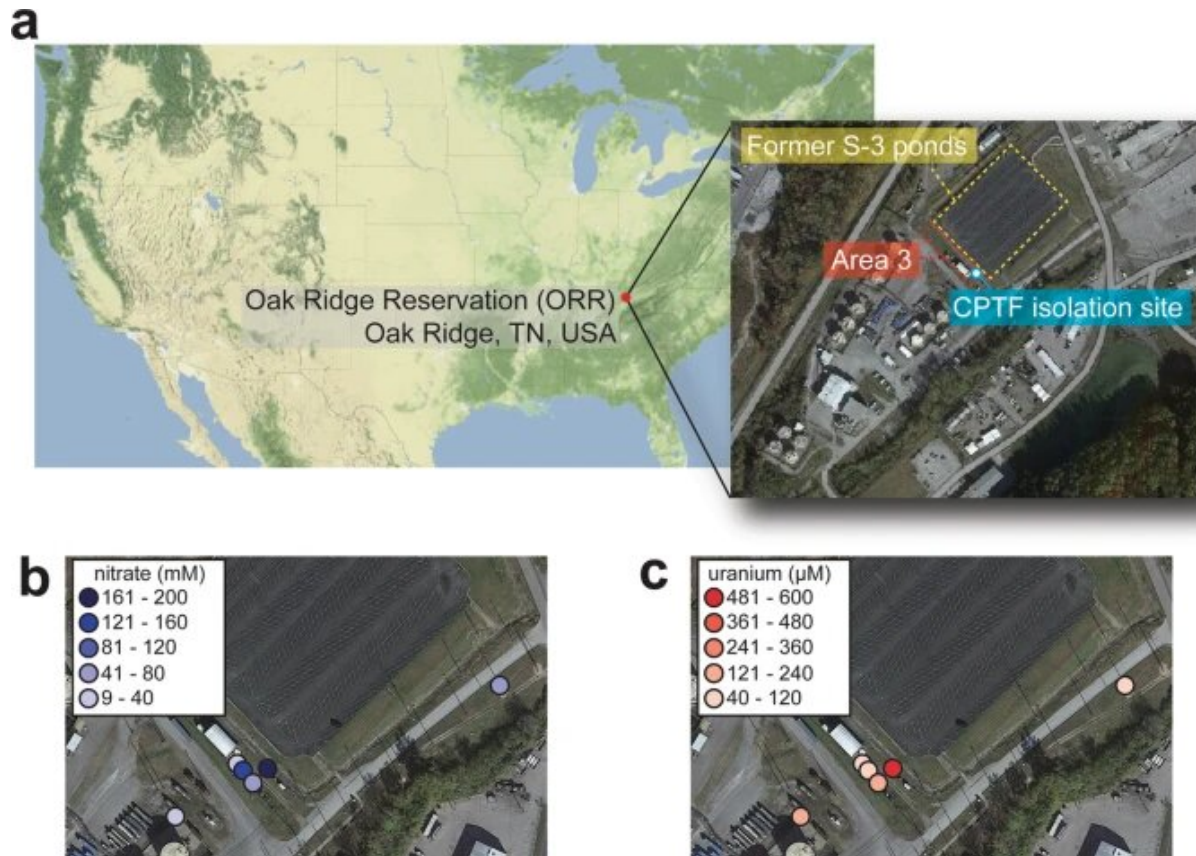 a
Former S-3 ponds
Area 3
CPTF isolation site
Oak Ridge Reservation (ORR)
Oak Ridge, TN, USA
b
nitrate (mM)
161 - 200
121 - 160
81 - 120
41 - 80
9 - 40
c
uranium (µM)
481 - 600
361 - 480
241 - 360
121 - 240
40 - 120